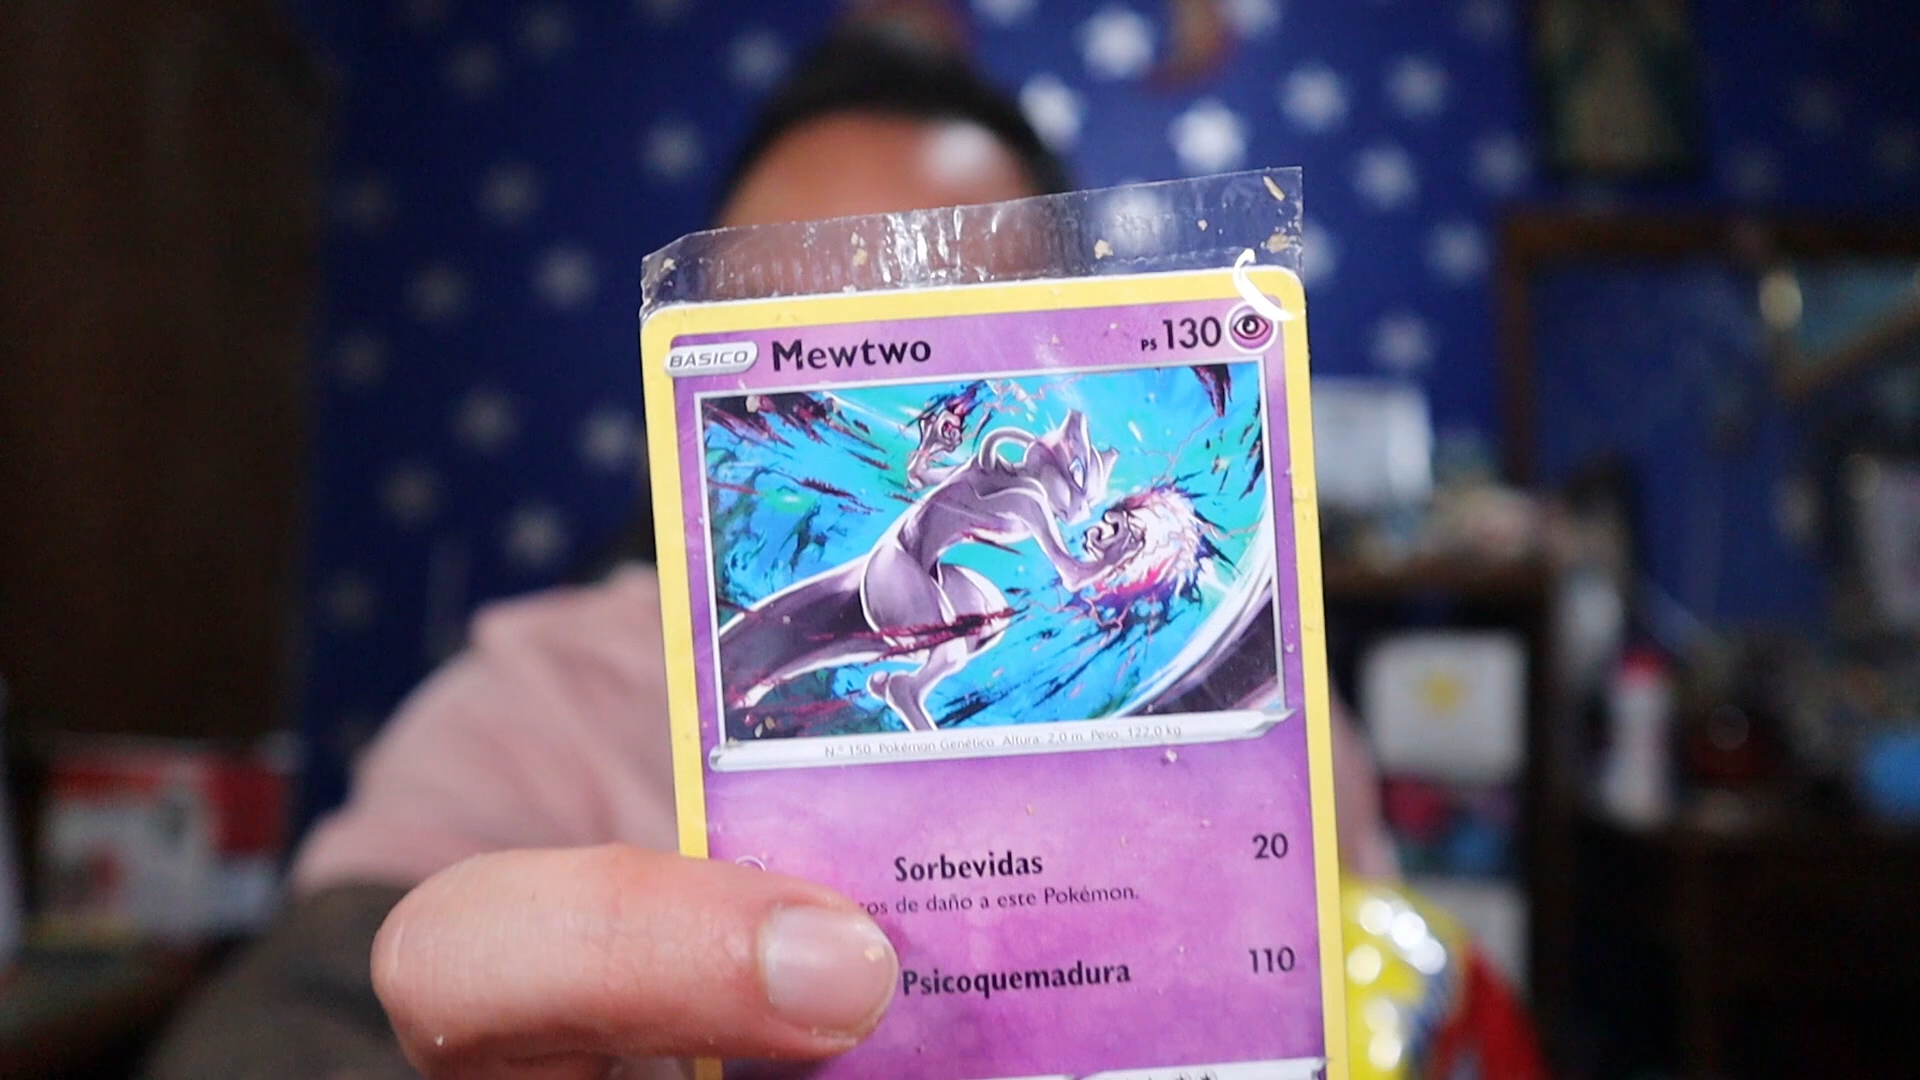 BÁSICO Mewtwo PS 130
N.º 150 Pokémon Genético Altura: 2,0 m Peso: 122,0 kg
Sorbevidas 20
de daño a este Pokémon.
Psicoquemadura 110